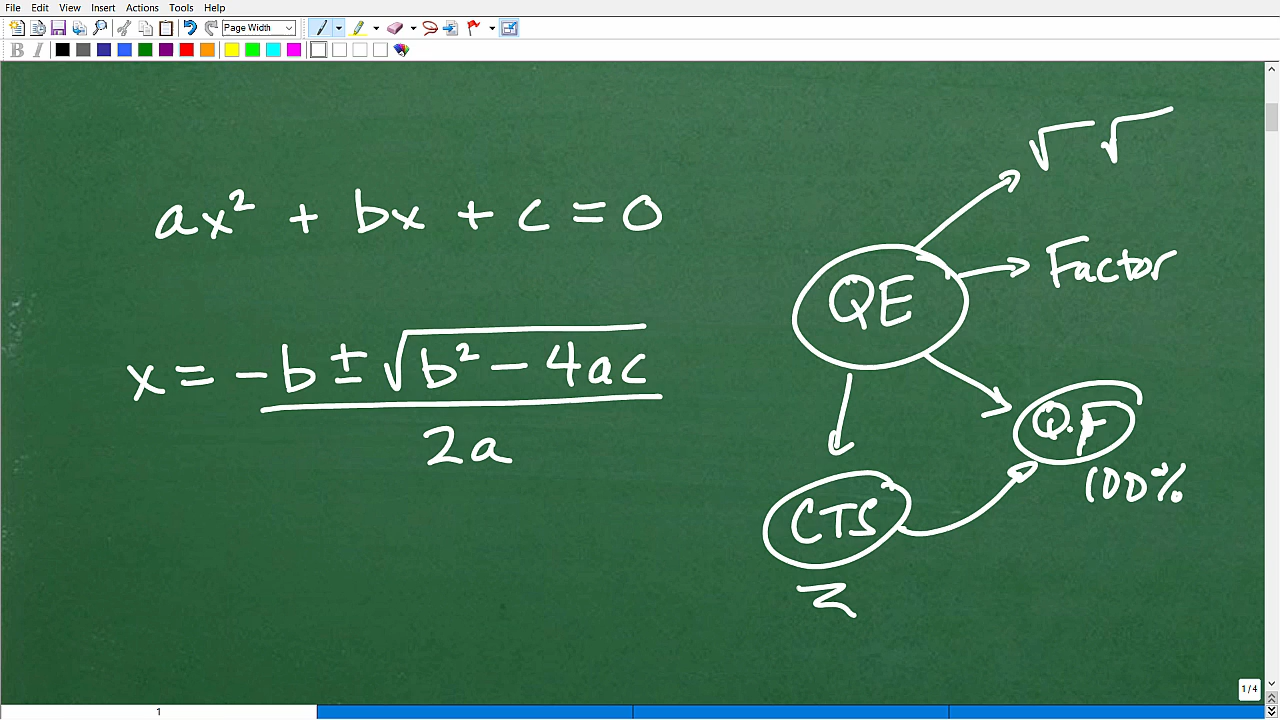 File Edit View Insert Actions Tools Help
Page Width
B I
ax² + bx + c = 0
x = -b ± √b² - 4ac
2a
√ √
QE
Factor
Q.F
100%
CTS
1/4
1